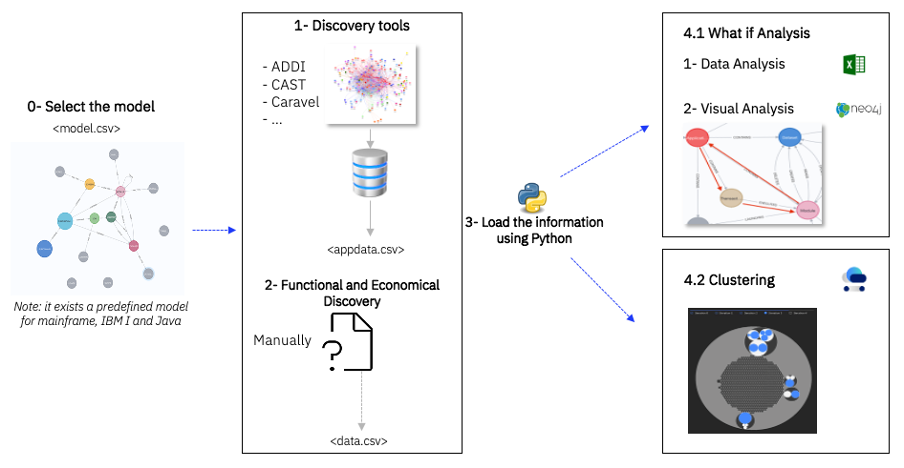 0- Select the model
<model.csv>
Note: it exists a predefined model
for mainframe, IBM I and Java
1- Discovery tools
- ADDI
- CAST
- Caravel
- ...
<appdata.csv>
2- Functional and Economical
Discovery
Manually
?
<data.csv>
3- Load the information
using Python
4.1 What if Analysis
1- Data Analysis
2- Visual Analysis
neo4j
4.2 Clustering